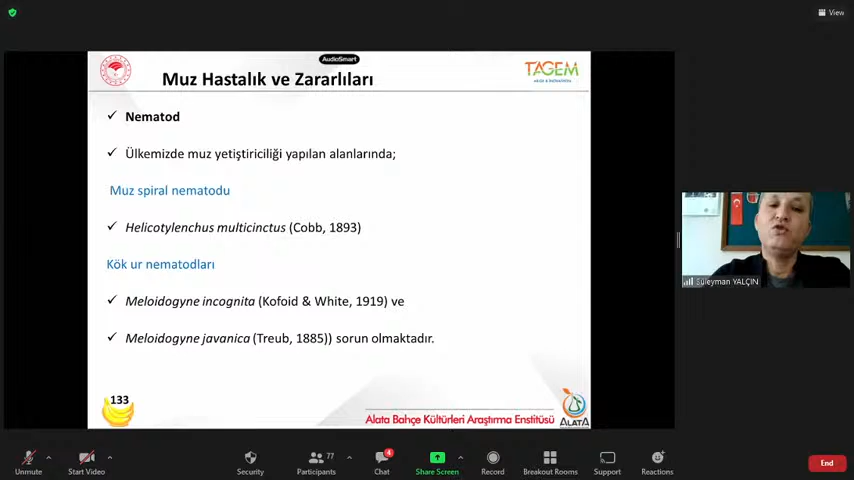 View
AudioSmart
Muz Hastalık ve Zararlıları
TAGEM
✓ Nematod
✓ Ülkemizde muz yetiştiriciliği yapılan alanlarında;
Muz spiral nematodu
✓ Helicotylenchus multicinctus (Cobb, 1893)
Kök ur nematodları
✓ Meloidogyne incognita (Kofoid & White, 1919) ve
✓ Meloidogyne javanica (Treub, 1885)) sorun olmaktadır.
133
Alata Bahçe Kültürleri Araştırma Enstitüsü
ALATA
Süleyman YALÇIN
Unmute
Start Video
Security
Participants
77
Chat
4
Share Screen
Record
Breakout Rooms
Support
Reactions
End